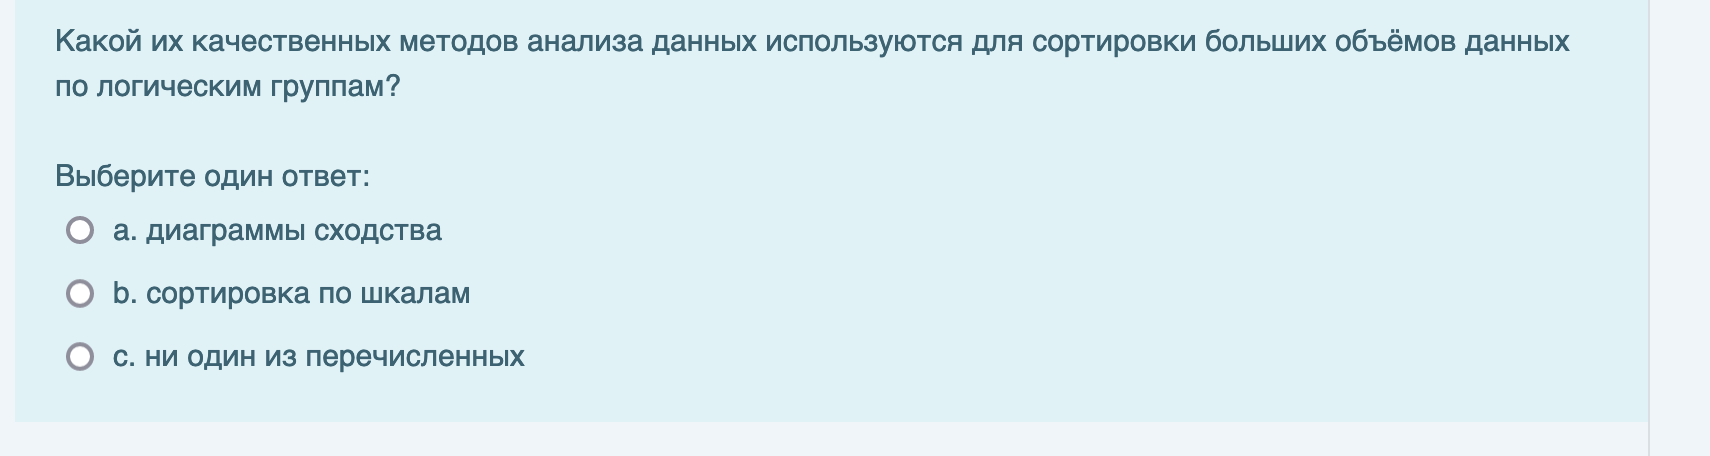 Какой их качественных методов анализа данных используются для сортировки больших объёмов данных
по логическим группам?
Выберите один ответ:
a. диаграммы сходства
b. сортировка по шкалам
c. ни один из перечисленных